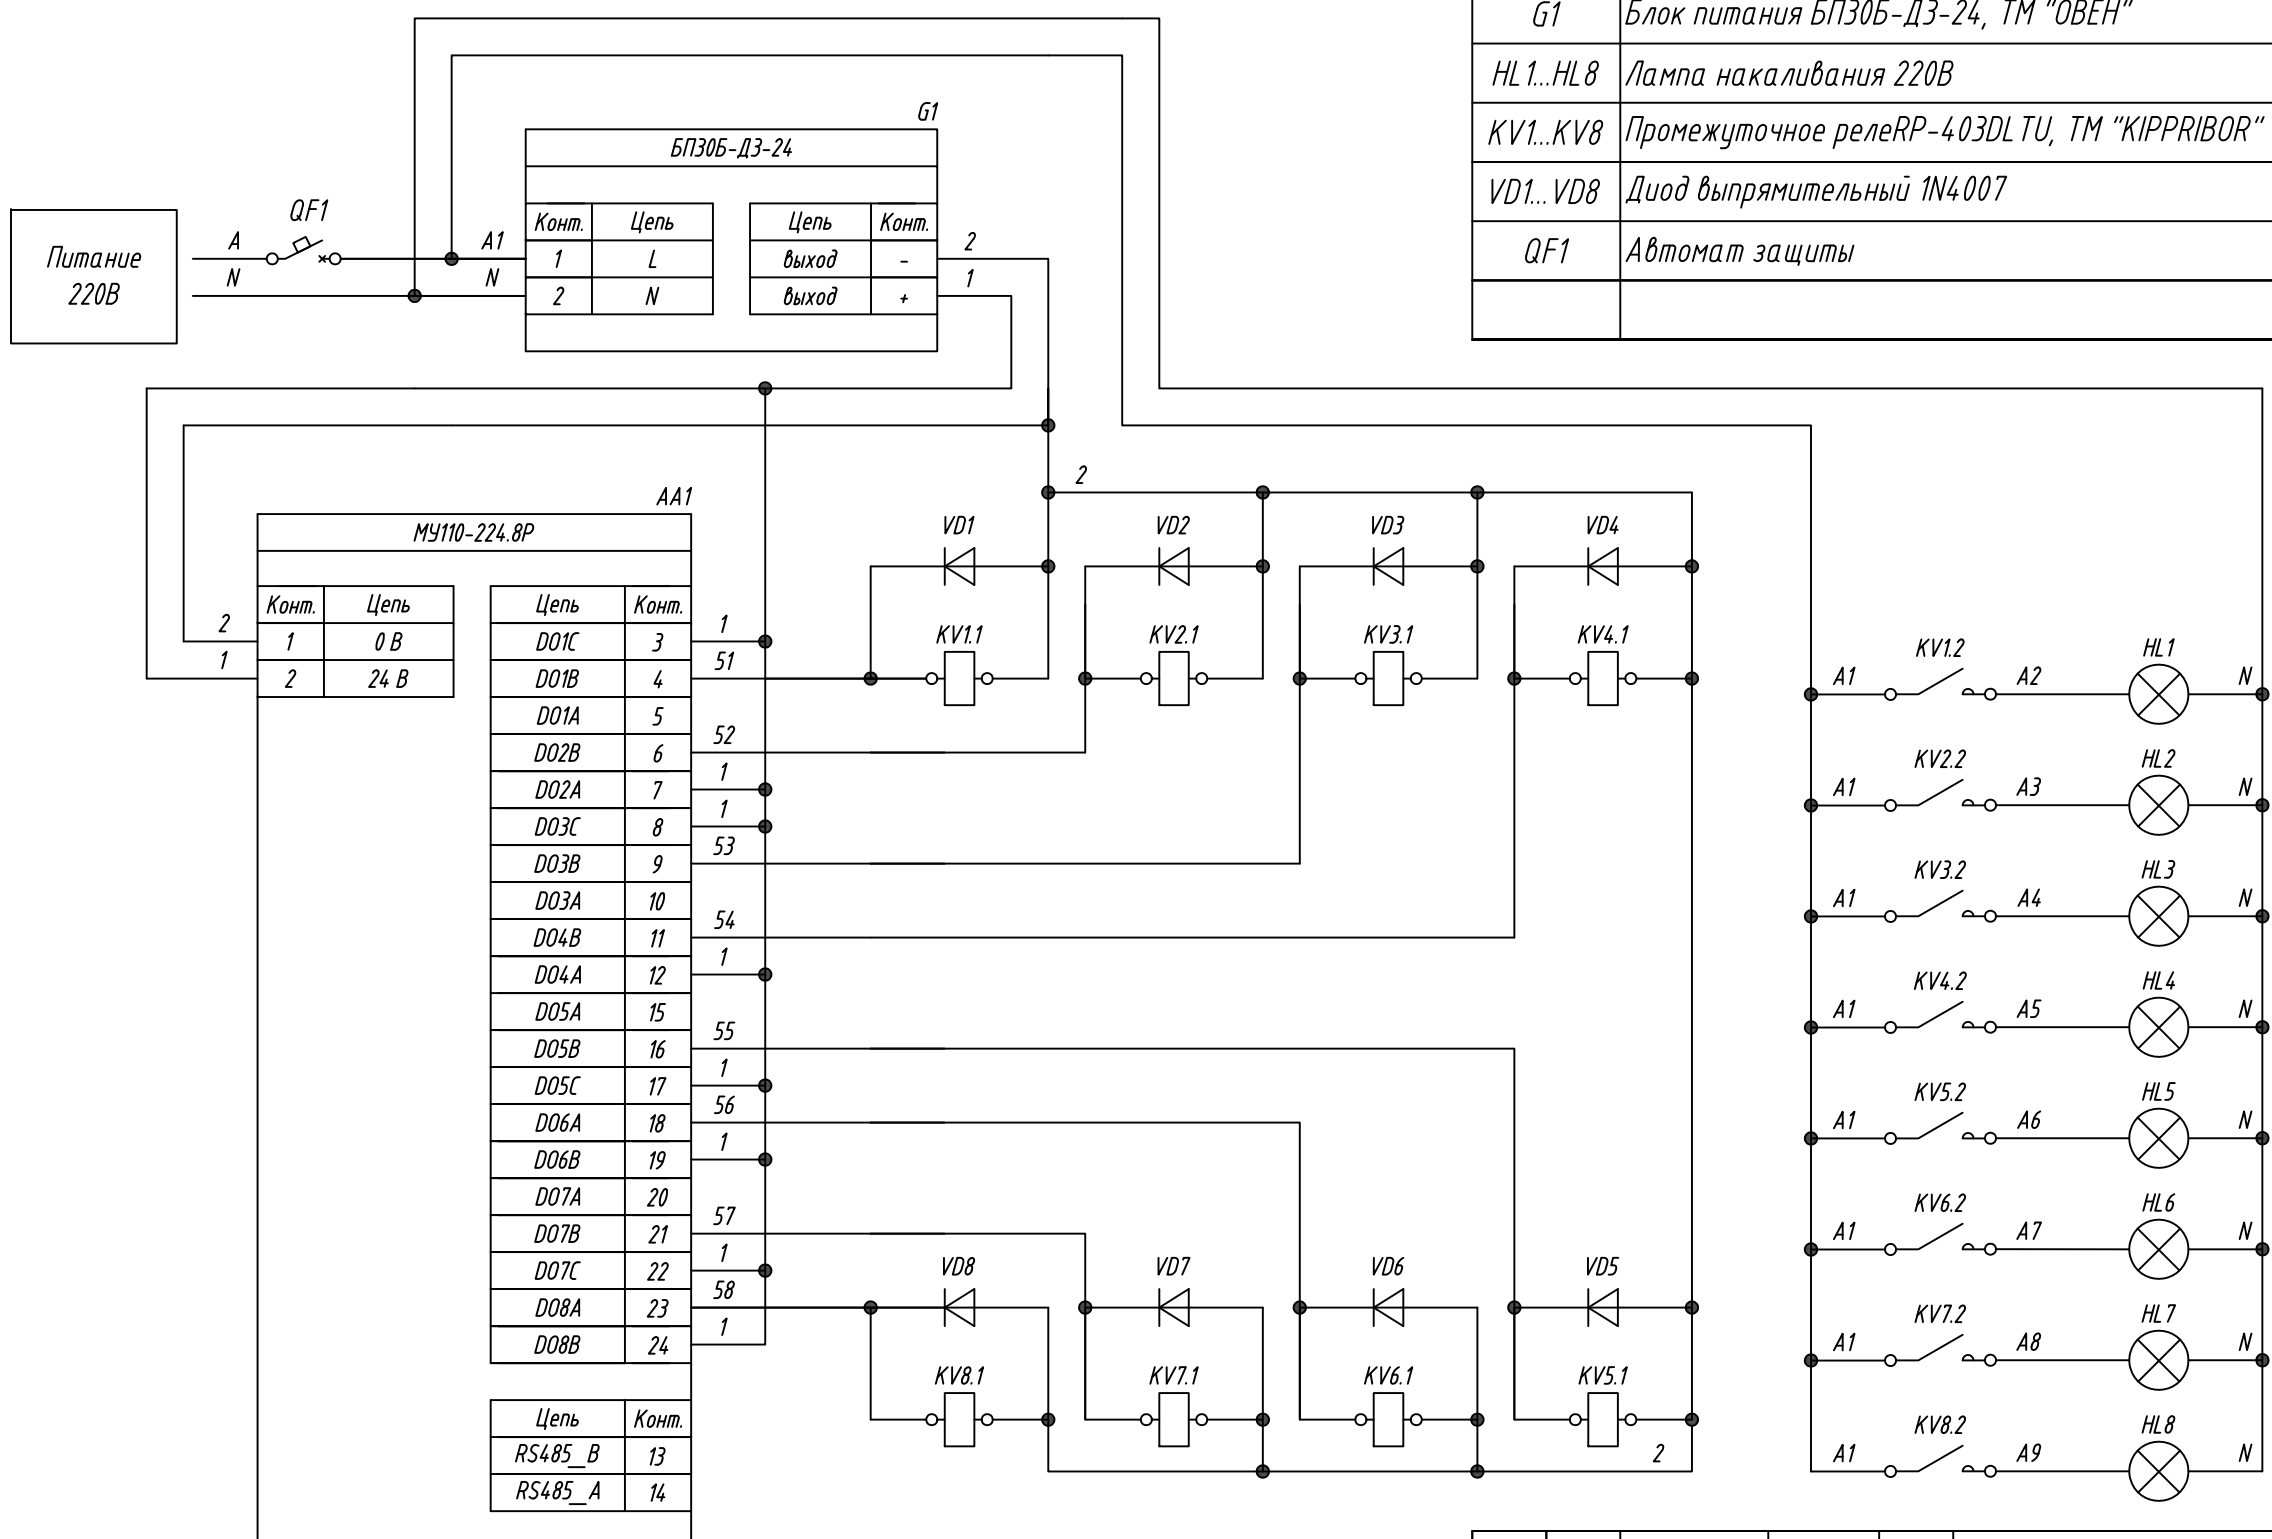 G1 Блок питания БП30Б-Д3-24, ТМ "ОВЕН"
HL1...HL8 Лампа накаливания 220В
KV1...KV8 Промежуточное релеRP-403DLTU, ТМ "KIPPRIBOR"
VD1...VD8 Диод выпрямительный 1N4007
QF1 Автомат защиты
G1
БП30Б-Д3-24
Конт. Цепь Цепь Конт.
1 L выход -
2 N выход +
Питание
220В
QF1
A A1 2
N N 1
2
AA1
МУ110-224.8Р
Конт. Цепь
2 1 0 В
1 2 24 В
Цепь Конт.
DO1C 3 1
DO1B 4 51
DO1A 5
DO2B 6 52
DO2A 7 1
DO3C 8 1
DO3B 9 53
DO3A 10
DO4B 11 54
DO4A 12 1
DO5A 15
DO5B 16 55
DO5C 17 1
DO6A 18 56
DO6B 19 1
DO7A 20
DO7B 21 57
DO7C 22 1
DO8A 23 58
DO8B 24 1
Цепь Конт.
RS485_B 13
RS485_A 14
VD1 VD2 VD3 VD4
KV1.1 KV2.1 KV3.1 KV4.1
VD8 VD7 VD6 VD5
KV8.1 KV7.1 KV6.1 KV5.1
2
A1 KV1.2 A2 HL1 N
A1 KV2.2 A3 HL2 N
A1 KV3.2 A4 HL3 N
A1 KV4.2 A5 HL4 N
A1 KV5.2 A6 HL5 N
A1 KV6.2 A7 HL6 N
A1 KV7.2 A8 HL7 N
A1 KV8.2 A9 HL8 N